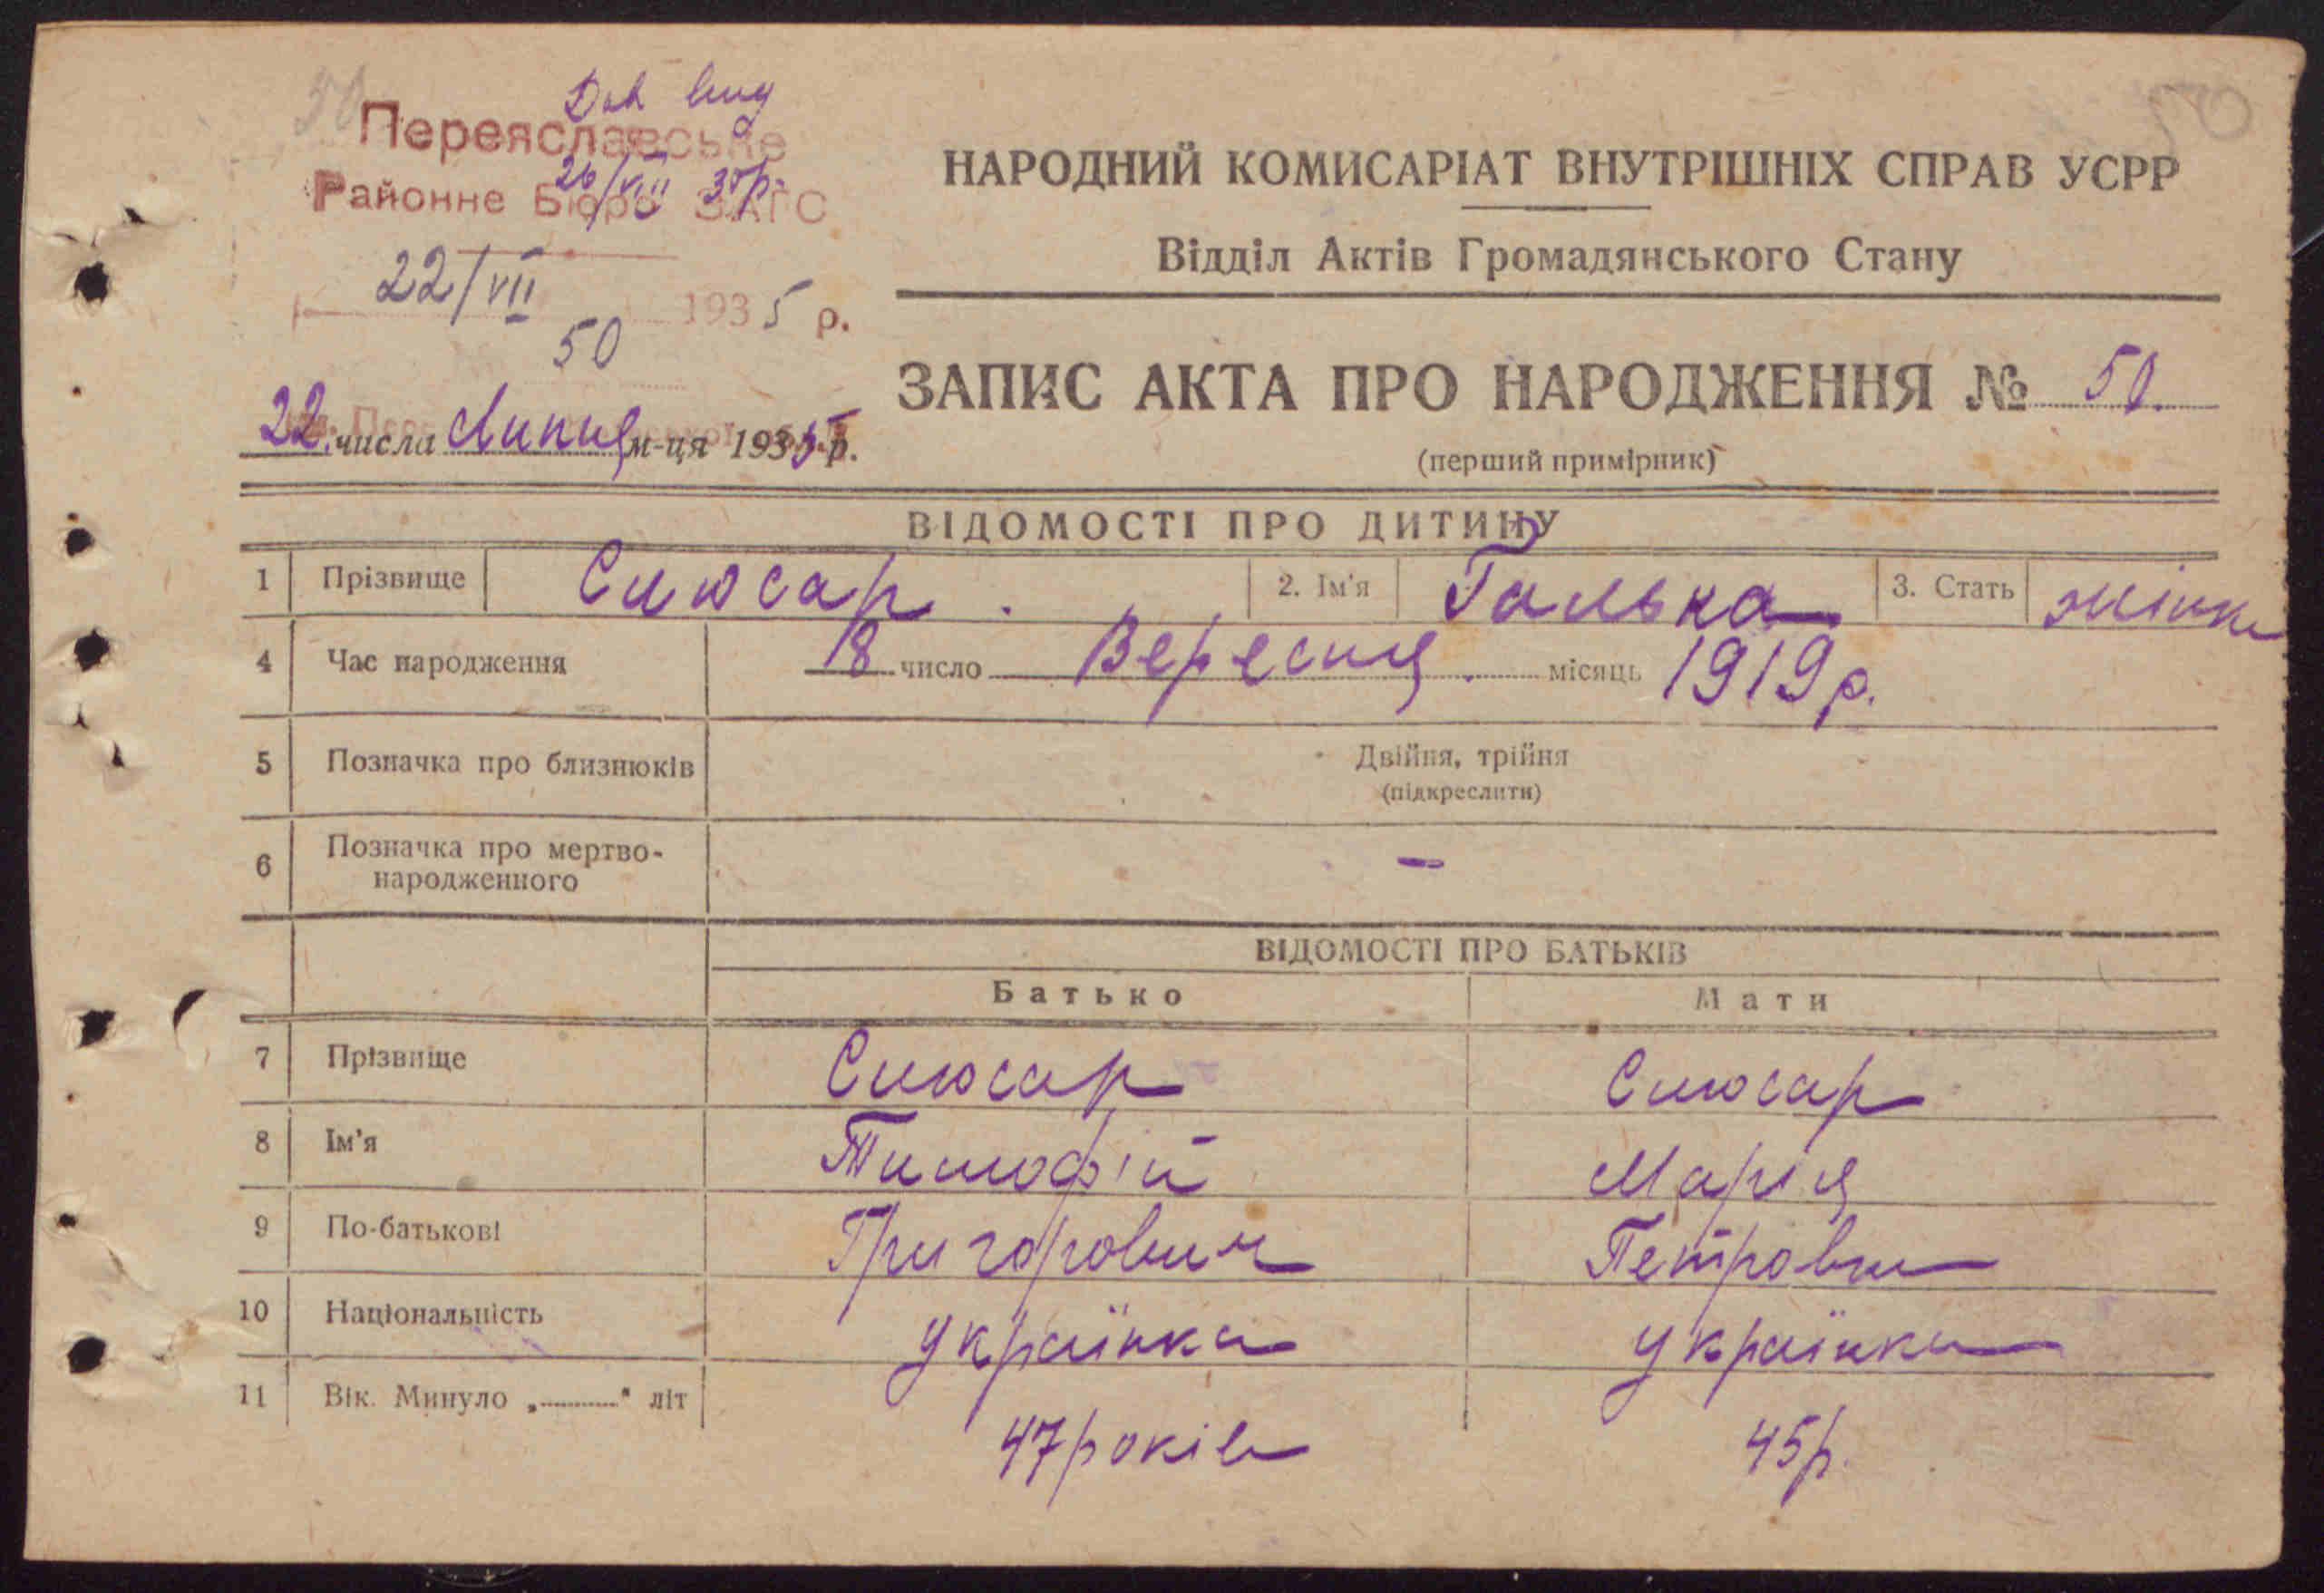 Переяславське
26/VIII 35р.
Районне Бюро ЗАГС
22/VII 1935 р.
50
22 числа Липня м-ця 1935 р.
НАРОДНИЙ КОМИСАРІАТ ВНУТРІШНІХ СПРАВ УСРР
Відділ Актів Громадянського Стану
ЗАПИС АКТА ПРО НАРОДЖЕННЯ № 50.
(перший примірник)
ВІДОМОСТІ ПРО ДИТИНУ
1 Прізвище Слюсар. 2. Ім'я Галька 3. Стать жінка
4 Час народження 18 число Вересня місяць 1919 р.
5 Позначка про близнюків Двійня, трійня
(підкреслити)
6 Позначка про мертво-
народженного —
ВІДОМОСТІ ПРО БАТЬКІВ
Батько Мати
7 Прізвище Слюсар Слюсар
8 Ім'я Тимофій Марія
9 По-батькові Григорович Петровна
10 Національність українка українка
11 Вік. Минуло „ " літ
47 років 45 р.